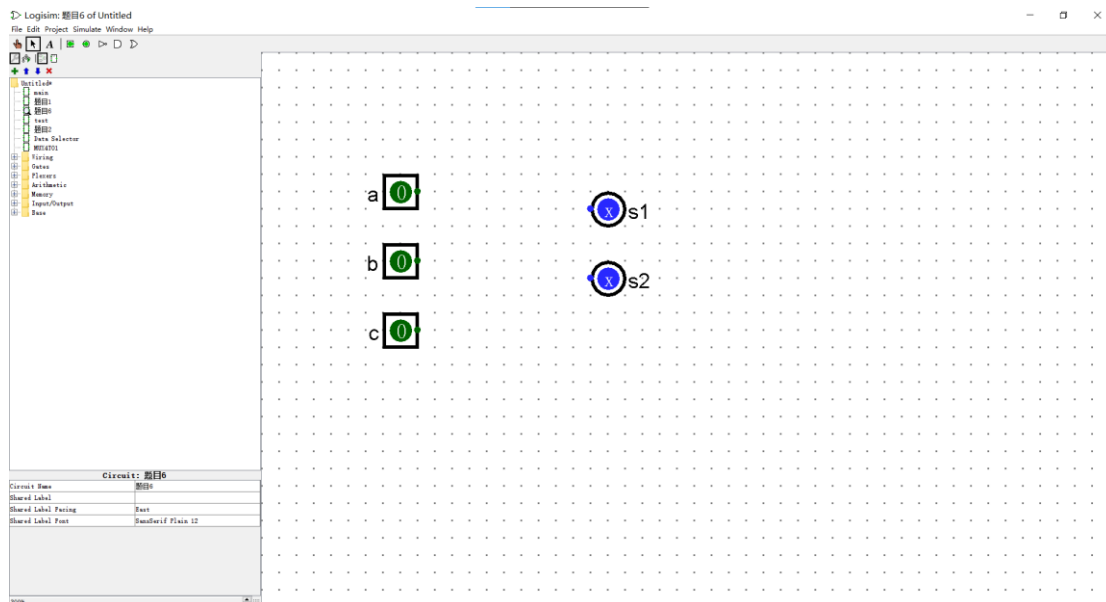 Logisim: 题目6 of Untitled
File Edit Project Simulate Window Help
A
Untitled*
main
题目1
题目6
test
题目2
Data Selector
MUX4TO1
Wiring
Gates
Plexers
Arithmetic
Memory
Input/Output
Base
a 0
b 0
c 0
x s1
x s2
Circuit: 题目6
Circuit Name 题目6
Shared Label
Shared Label Facing East
Shared Label Font SansSerif Plain 12